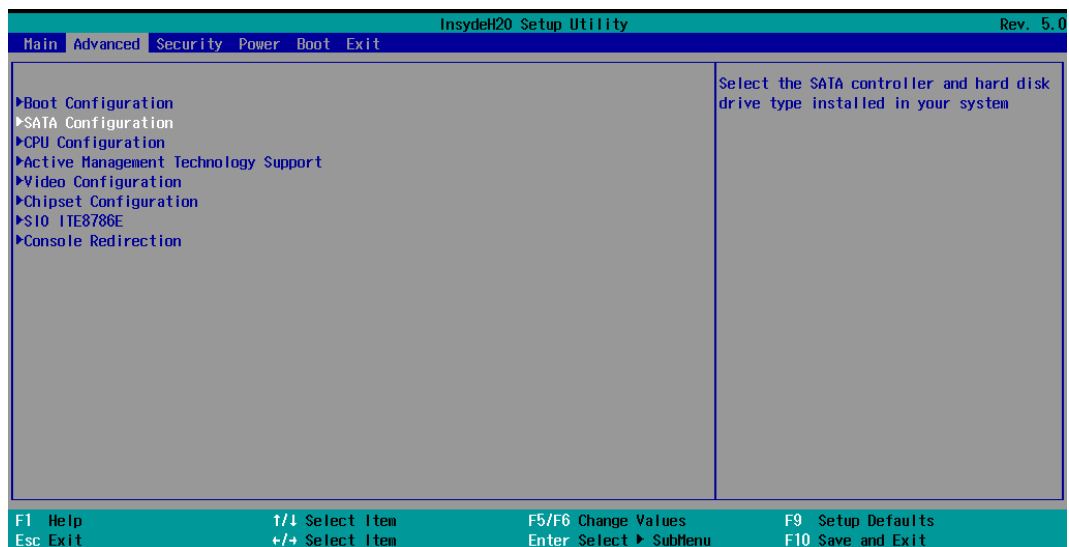 InsydeH20 Setup Utility Rev. 5.0
Main Advanced Security Power Boot Exit
▶Boot Configuration
▶SATA Configuration
▶CPU Configuration
▶Active Management Technology Support
▶Video Configuration
▶Chipset Configuration
▶SIO ITE8786E
▶Console Redirection
Select the SATA controller and hard disk
drive type installed in your system
F1 Help ↑/↓ Select Item F5/F6 Change Values F9 Setup Defaults
Esc Exit ←/→ Select Item Enter Select ▶ SubMenu F10 Save and Exit